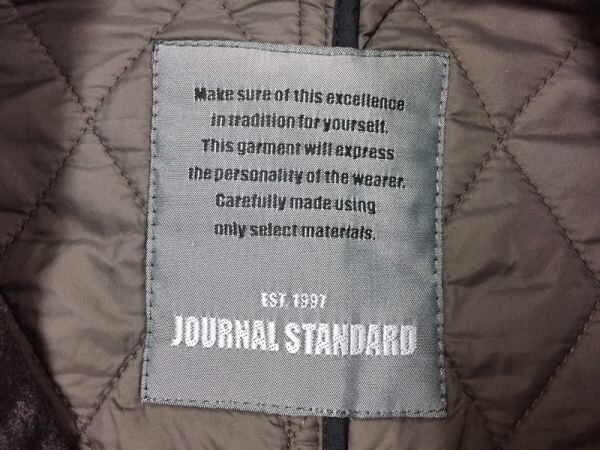 Make sure of this excellence
in tradition for yourself.
This garment will express
the personality of the wearer.
Carefully made using
only select materials.
EST. 1997
JOURNAL STANDARD